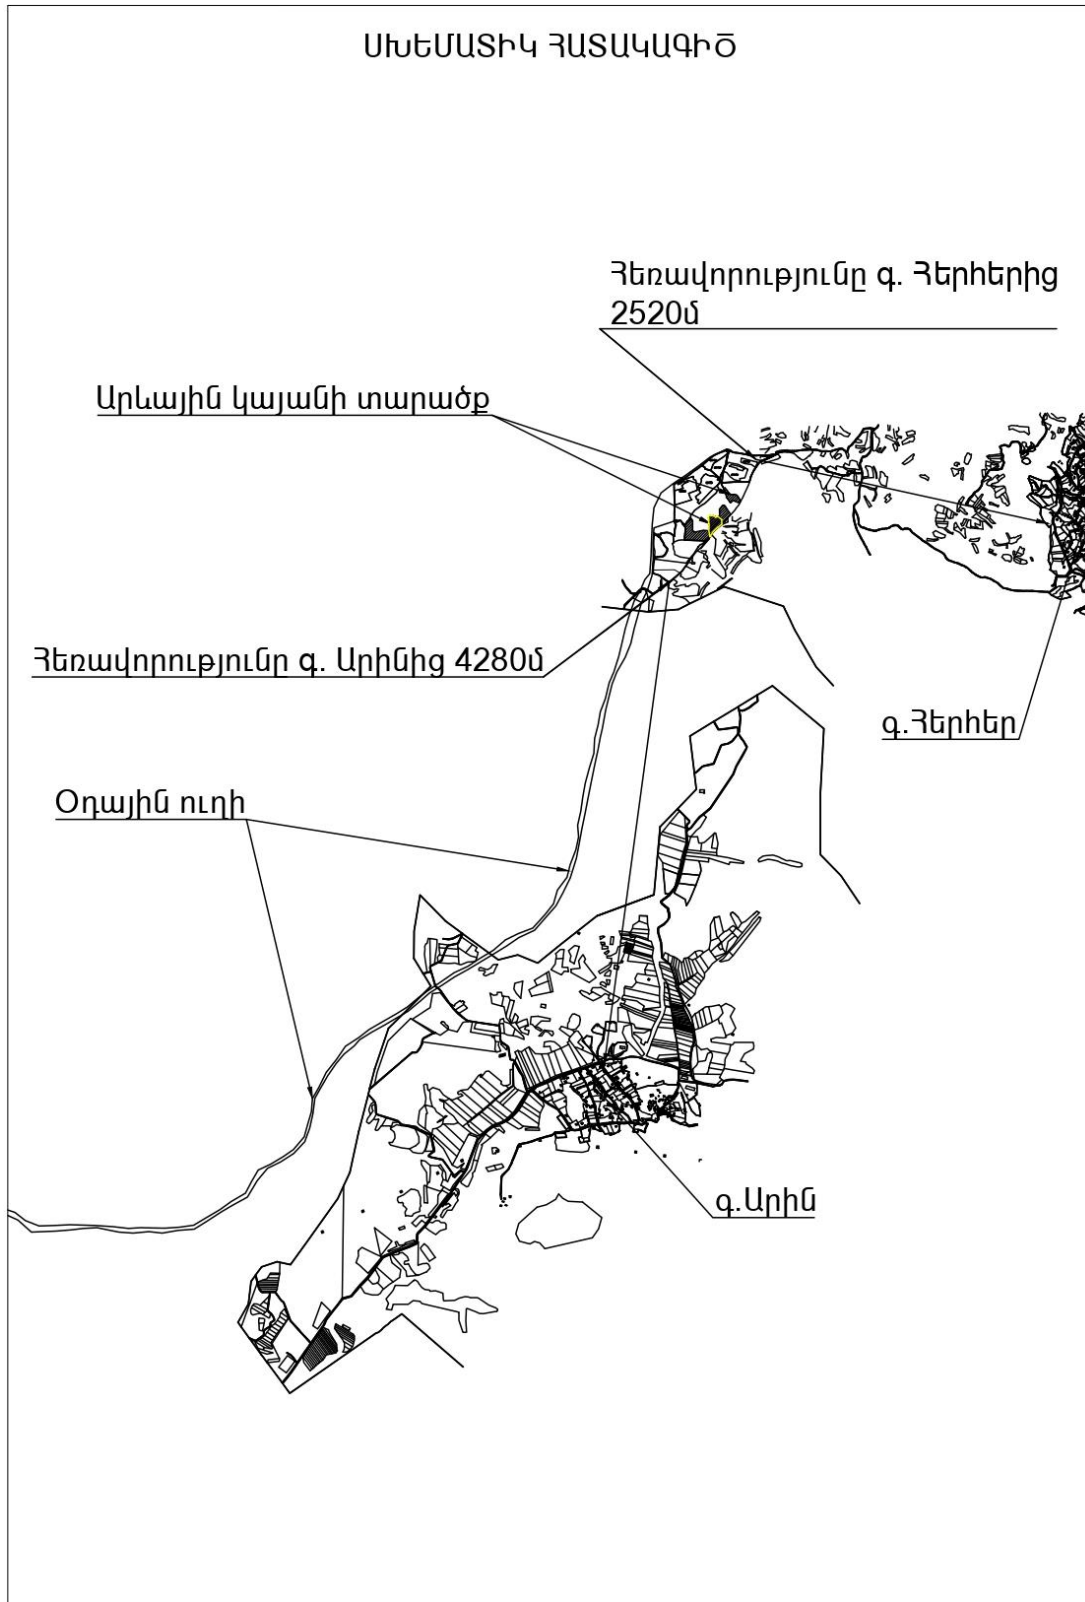 ՍԽԵՄԱՏԻԿ ՀԱՏԱԿԱԳԻԾ
Հեռավորությունը գ. Հերհերից
2520մ
Արևային կայանի տարածք
Հեռավորությունը գ. Արինից 4280մ
գ.Հերհեր
Օդային ուղի
գ.Արին